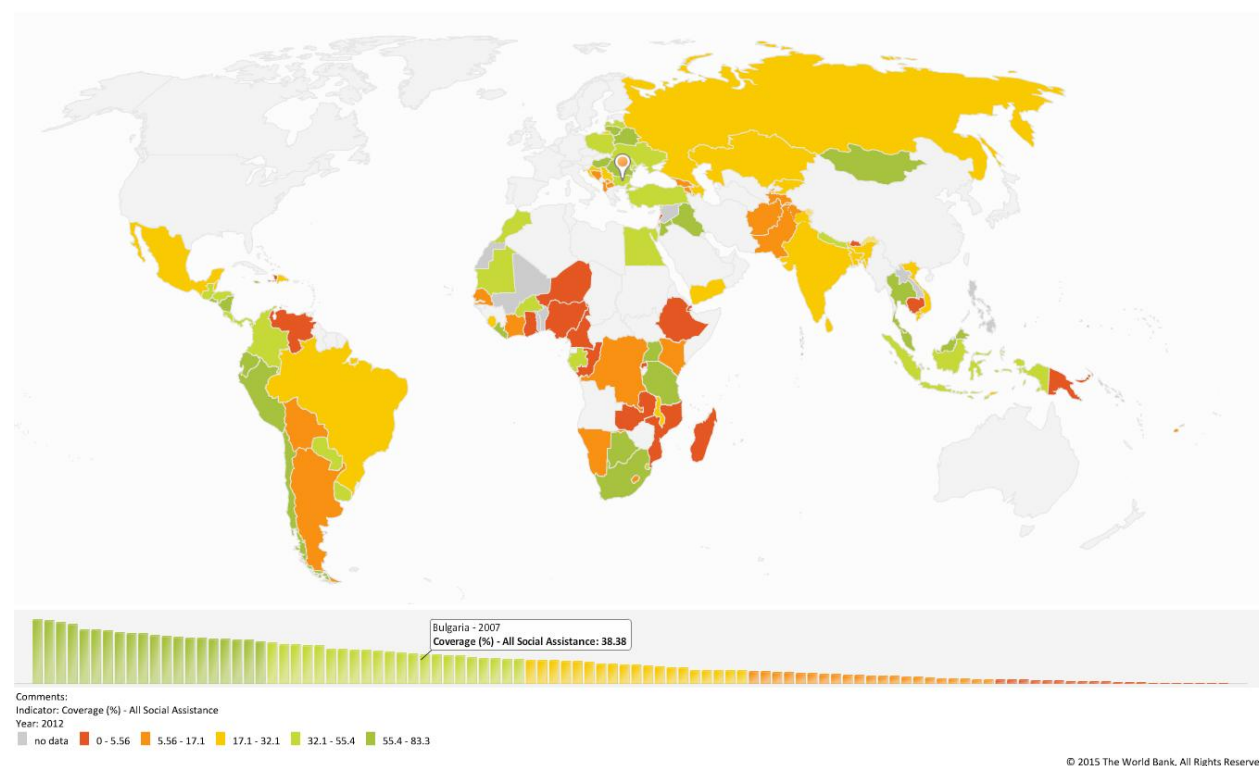 Bulgaria - 2007
Coverage (%) - All Social Assistance: 38.38
Comments:
Indicator: Coverage (%) - All Social Assistance
Year: 2012
no data 0 - 5.56 5.56 - 17.1 17.1 - 32.1 32.1 - 55.4 55.4 - 83.3
© 2015 The World Bank, All Rights Reserve